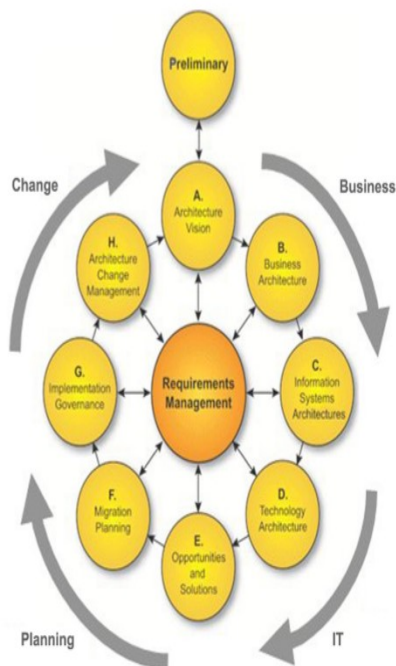 Preliminary
Change
Business
A.
Architecture
Vision
H.
Architecture
Change
Management
B.
Business
Architecture
G.
Implementation
Governance
Requirements
Management
C.
Information
Systems
Architectures
F.
Migration
Planning
D.
Technology
Architecture
E.
Opportunities
and
Solutions
Planning
IT